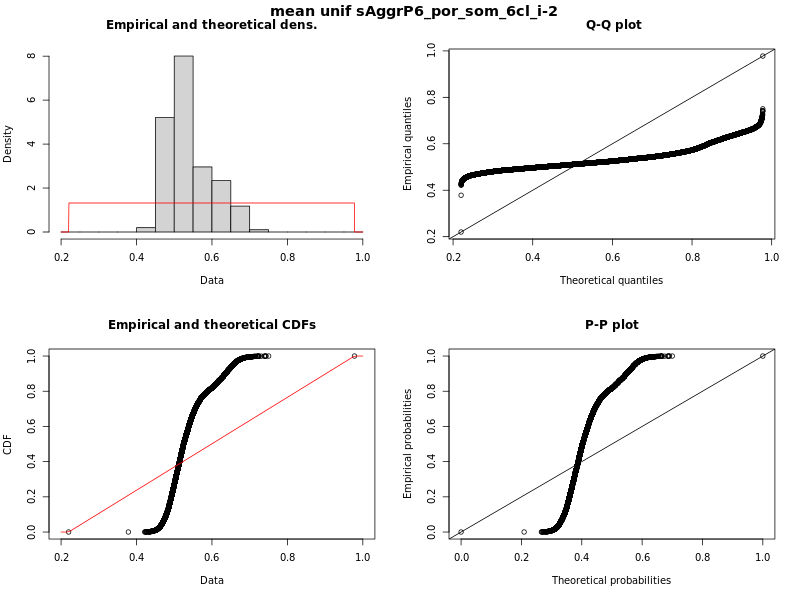 mean unif sAggrP6_por_som_6cl_i-2
Empirical and theoretical dens.
Density
0 2 4 6 8
0.2 0.4 0.6 0.8 1.0
Data
Q-Q plot
Empirical quantiles
0.2 0.4 0.6 0.8 1.0
0.2 0.4 0.6 0.8 1.0
Theoretical quantiles
Empirical and theoretical CDFs
CDF
0.0 0.2 0.4 0.6 0.8 1.0
0.2 0.4 0.6 0.8 1.0
Data
P-P plot
Empirical probabilities
0.0 0.2 0.4 0.6 0.8 1.0
0.0 0.2 0.4 0.6 0.8 1.0
Theoretical probabilities